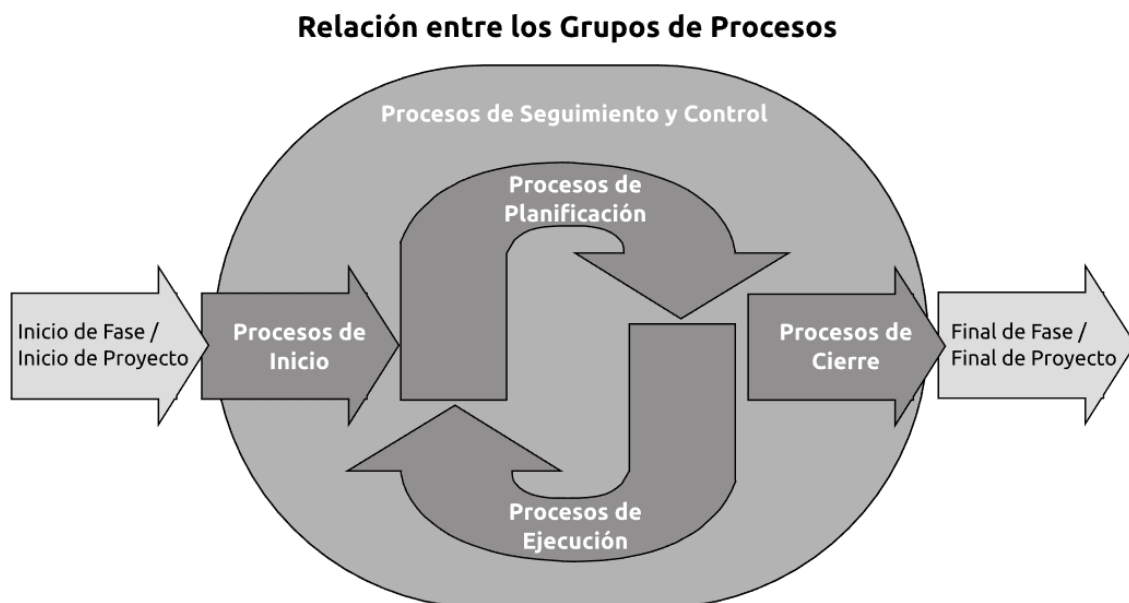 Relación entre los Grupos de Procesos
Procesos de Seguimiento y Control
Procesos de
Planificación
Inicio de Fase /
Inicio de Proyecto
Procesos de
Inicio
Procesos de
Cierre
Final de Fase /
Final de Proyecto
Procesos de
Ejecución